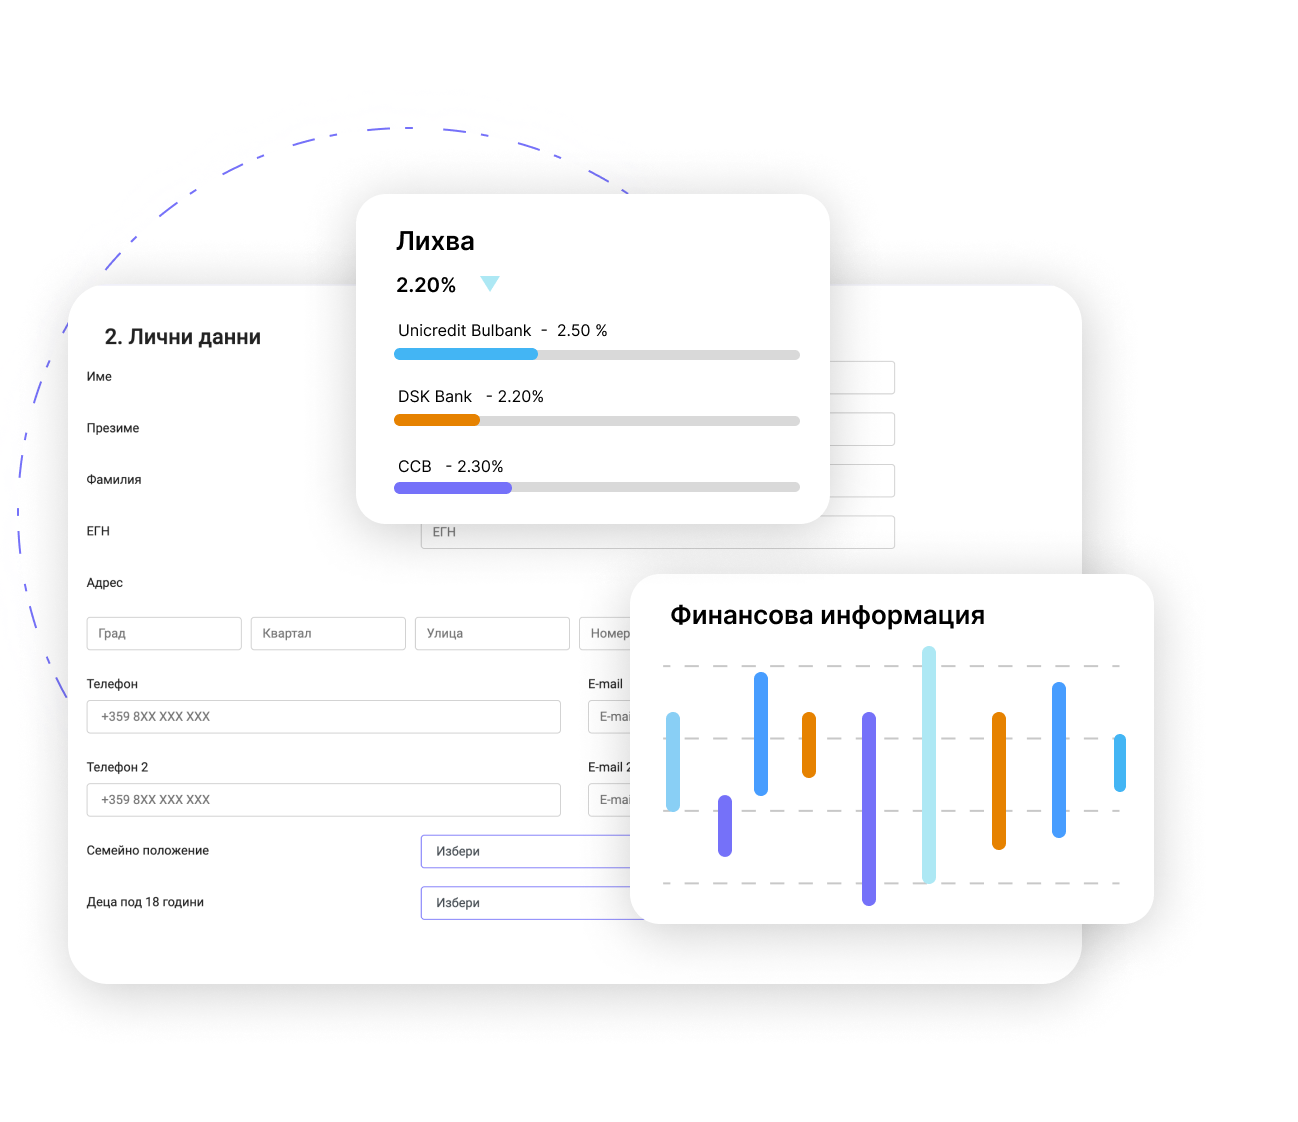 Лихва
2.20%
Unicredit Bulbank - 2.50 %
DSK Bank - 2.20%
CCB - 2.30%
2. Лични данни
Име
Презиме
Фамилия
ЕГН
ЕГН
Адрес
Град
Квартал
Улица
Номер
Телефон
E-mail
+359 8XX XXX XXX
Телефон 2
E-mail 2
+359 8XX XXX XXX
Семейно положение
Избери
Деца под 18 години
Избери
Финансова информация